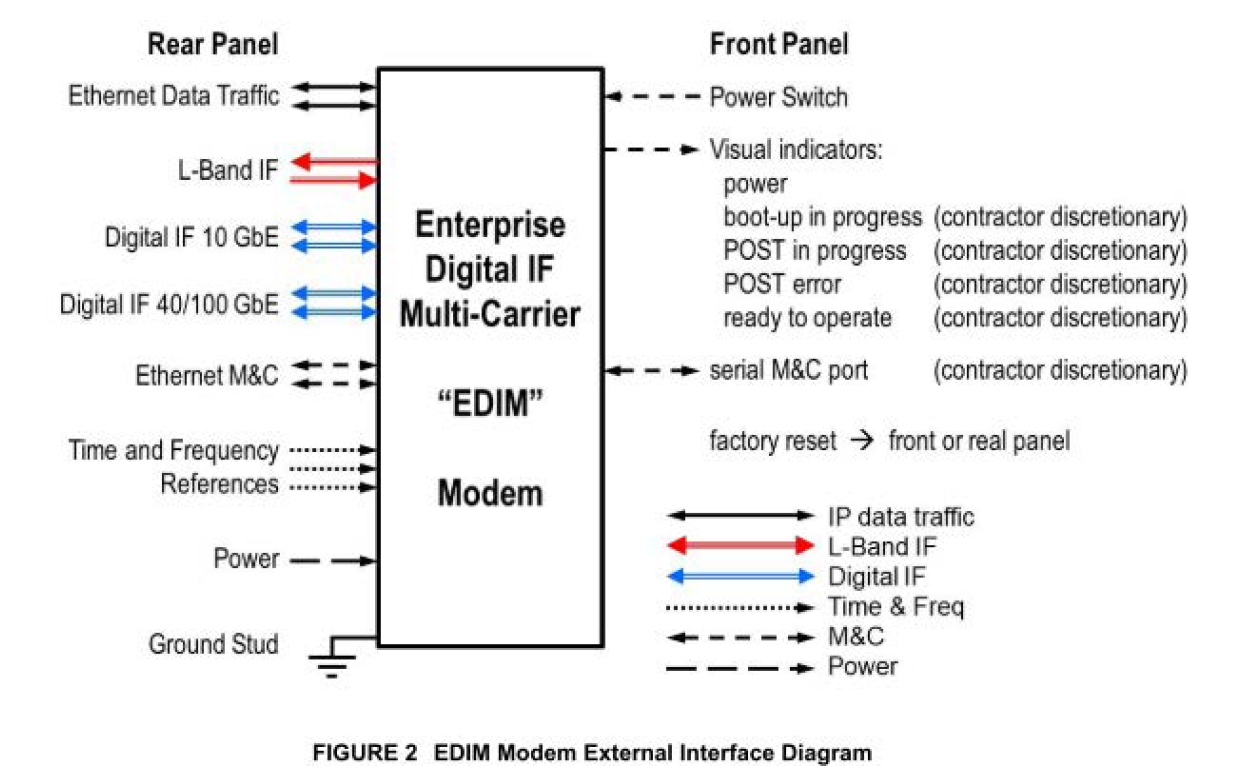 Rear Panel
Front Panel
Ethernet Data Traffic
L-Band IF
Digital IF 10 GbE
Digital IF 40/100 GbE
Ethernet M&C
Time and Frequency
References
Power
Ground Stud
Enterprise
Digital IF
Multi-Carrier
“EDIM”
Modem
Power Switch
Visual indicators:
power
boot-up in progress (contractor discretionary)
POST in progress (contractor discretionary)
POST error (contractor discretionary)
ready to operate (contractor discretionary)
serial M&C port (contractor discretionary)
factory reset → front or real panel
IP data traffic
L-Band IF
Digital IF
Time & Freq
M&C
Power
FIGURE 2 EDIM Modem External Interface Diagram